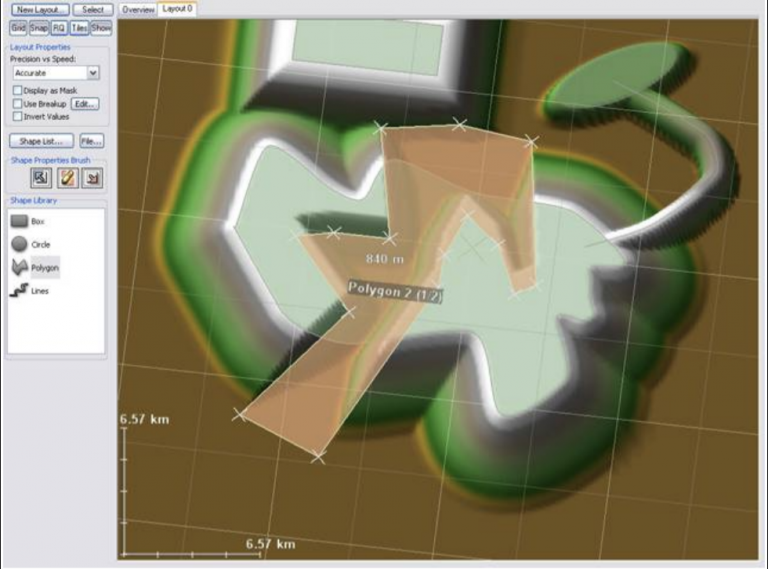 New Layout... Select Overview Layout 0
Grid Snap RQ Tiles Show
Layout Properties
Precision vs Speed:
Accurate
Display as Mask
Use Breakup Edit...
Invert Values
Shape List... File...
Shape Properties Brush
Shape Library
Box
Circle
Polygon
Lines
840 m
Polygon 2 (1:2)
6.57 km
6.57 km